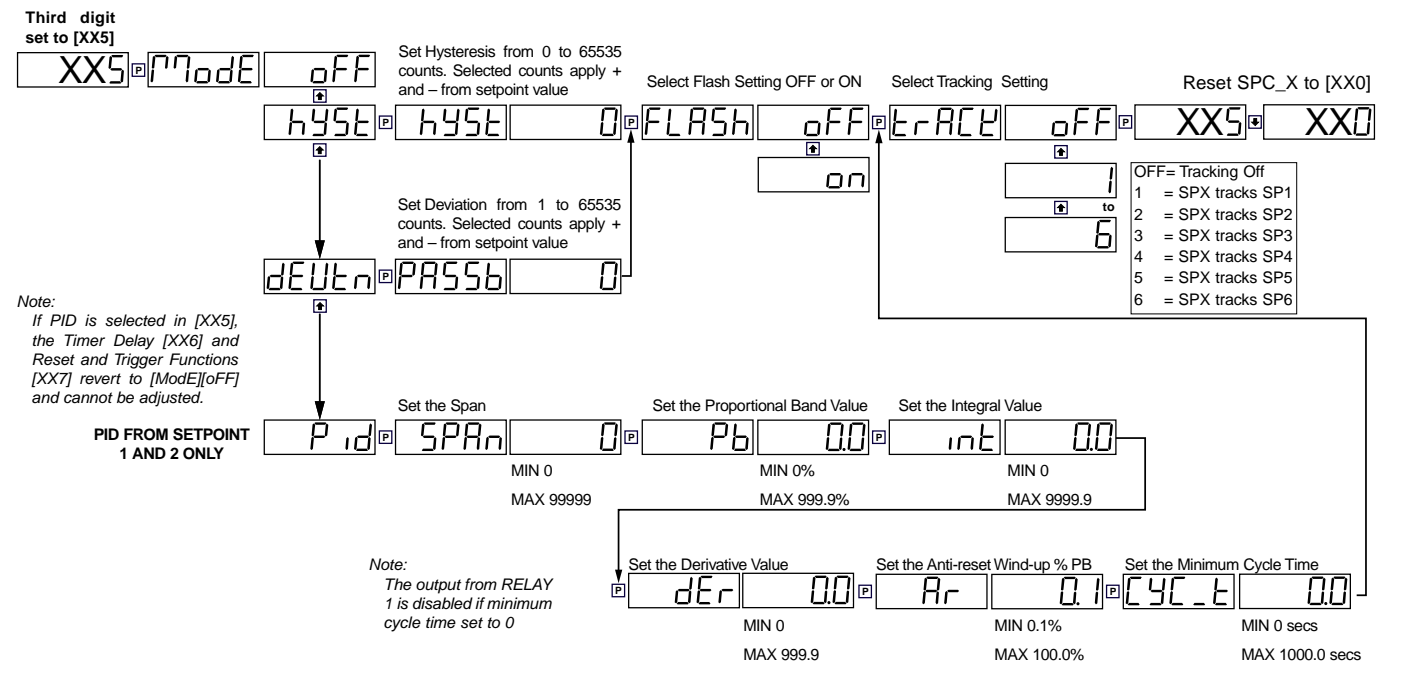 Third digit
set to [XX5]
XX5 P ModE oFF
Set Hysteresis from 0 to 65535
counts. Selected counts apply +
and – from setpoint value
hYSt P hYSt 0 P
Select Flash Setting OFF or ON
FLASh oFF P
on
Select Tracking Setting
trACK oFF P
1
to
6
Reset SPC_X to [XX0]
XX5 XX0
OFF= Tracking Off
1 = SPX tracks SP1
2 = SPX tracks SP2
3 = SPX tracks SP3
4 = SPX tracks SP4
5 = SPX tracks SP5
6 = SPX tracks SP6
Set Deviation from 1 to 65535
counts. Selected counts apply +
and – from setpoint value
dEVtn P PASSb 0
Note:
If PID is selected in [XX5],
the Timer Delay [XX6] and
Reset and Trigger Functions
[XX7] revert to [ModE][oFF]
and cannot be adjusted.
PID FROM SETPOINT
1 AND 2 ONLY
Pid P
Set the Span
SPAn 0 P
MIN 0
MAX 99999
Set the Proportional Band Value
Pb 0.0 P
MIN 0%
MAX 999.9%
Set the Integral Value
int 0.0
MIN 0
MAX 9999.9
Note:
The output from RELAY
1 is disabled if minimum
cycle time set to 0
Set the Derivative Value
P dEr 0.0 P
MIN 0
MAX 999.9
Set the Anti-reset Wind-up % PB
Ar 0.1 P
MIN 0.1%
MAX 100.0%
Set the Minimum Cycle Time
CYC_t 0.0
MIN 0 secs
MAX 1000.0 secs